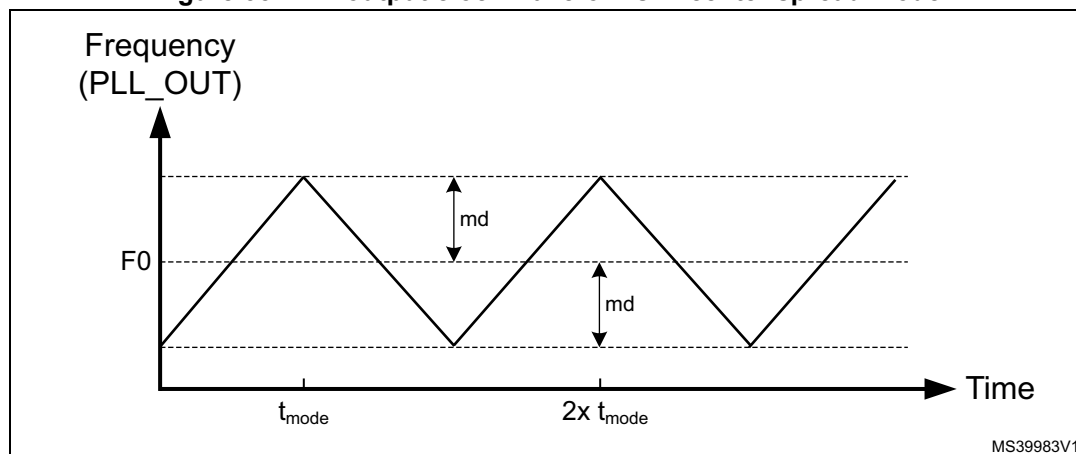 Frequency
(PLL_OUT)
md
F0
md
tmode
2x tmode
Time
MS39983V1